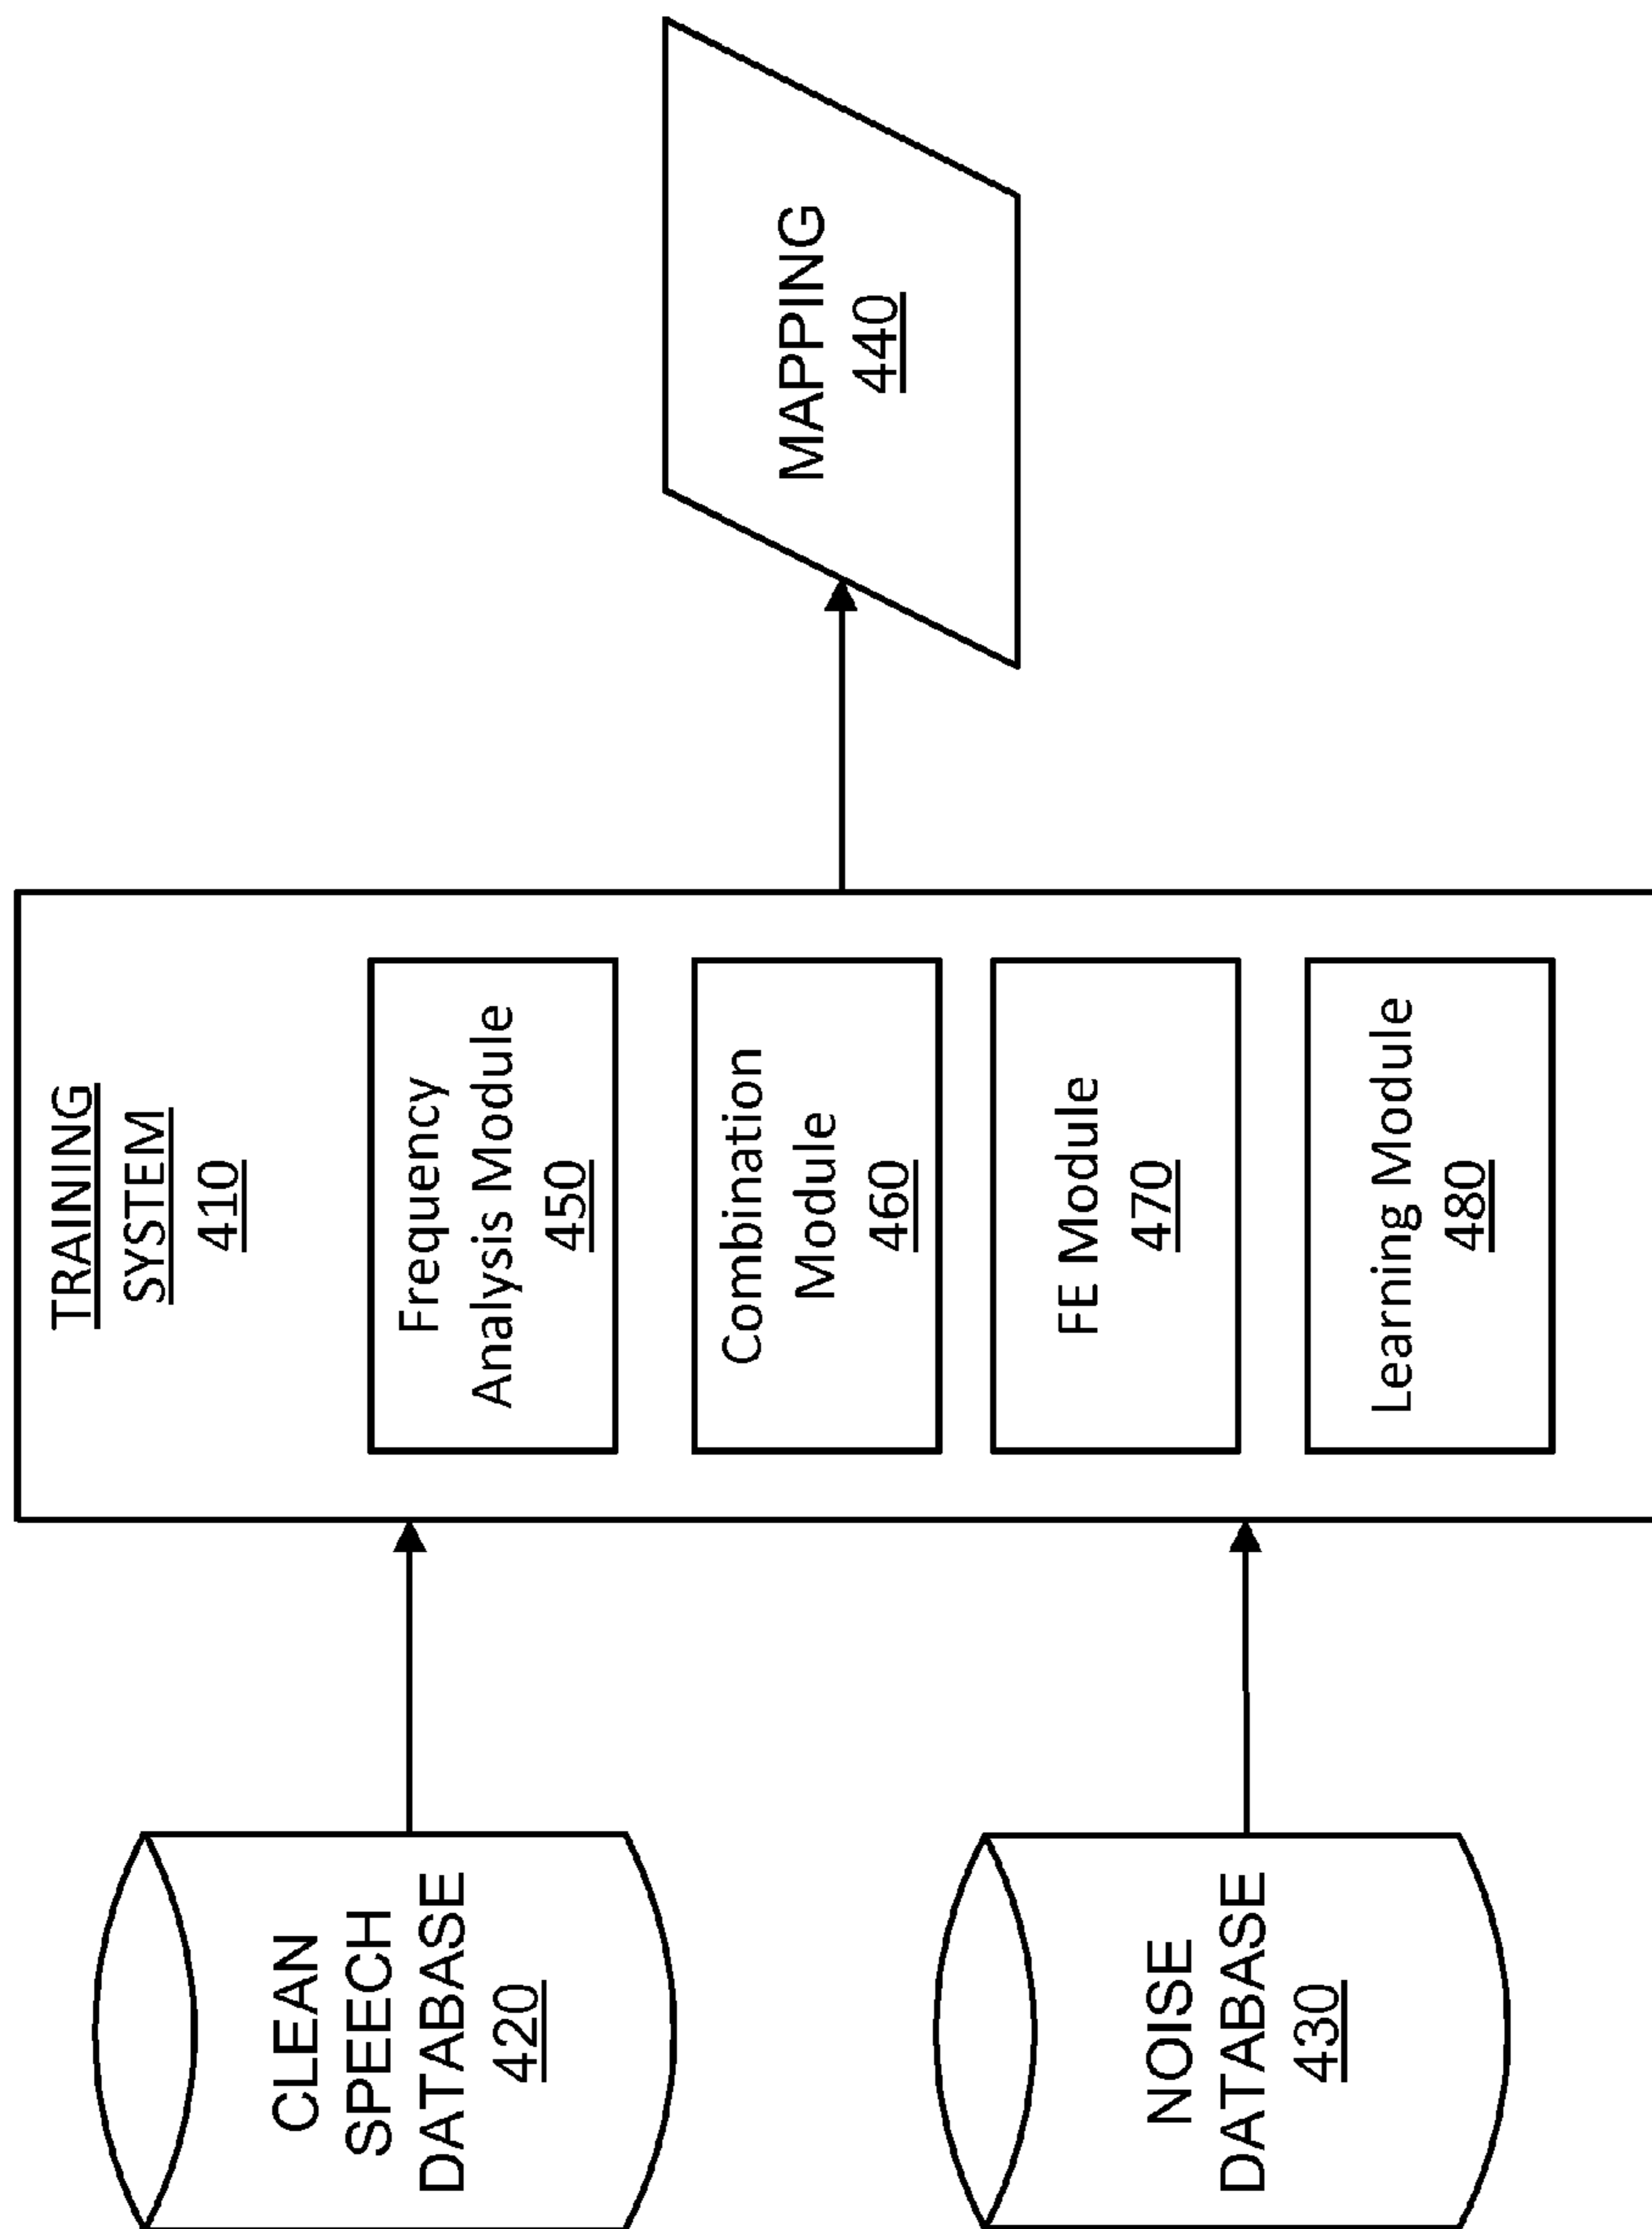 CLEAN
SPEECH
DATABASE
420
NOISE
DATABASE
430
TRAINING
SYSTEM
410
Frequency
Analysis Module
450
Combination
Module
460
FE Module
470
Learning Module
480
MAPPING
440